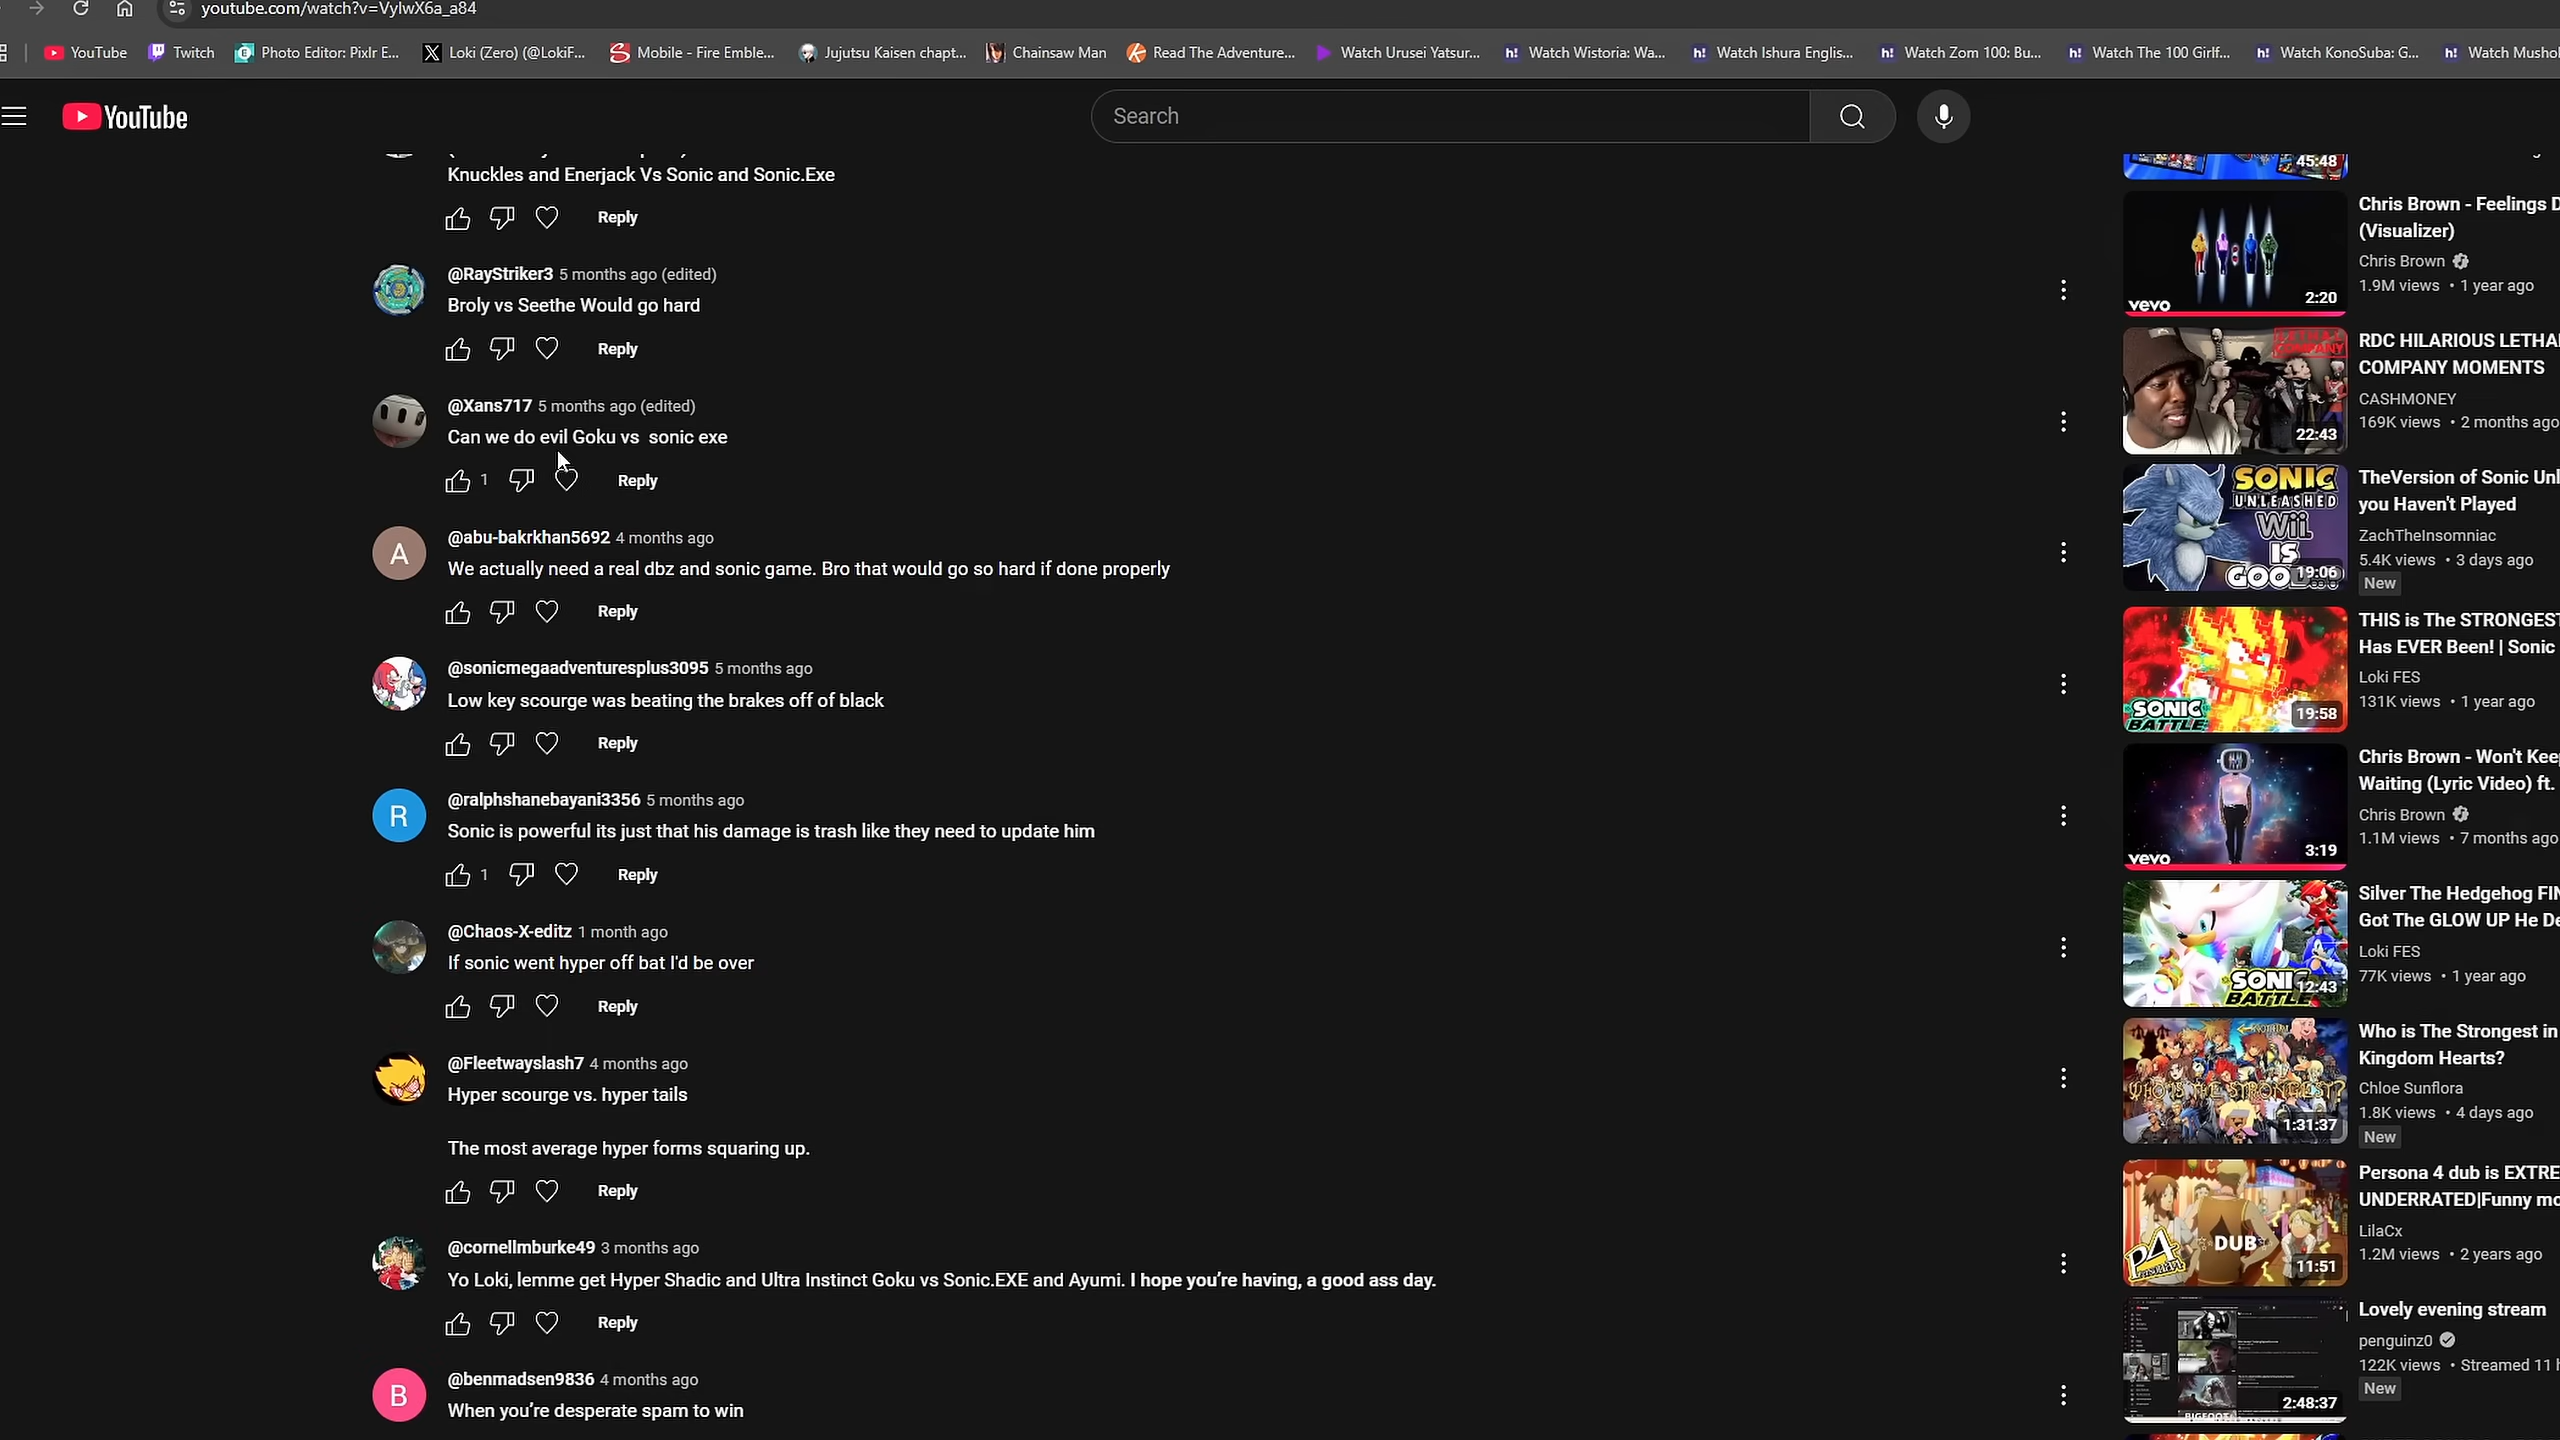 youtube.com/watch?v=VylwX6a_a84
YouTube
Twitch
Photo Editor: Pixlr E...
Loki (Zero) (@LokiF...
Mobile - Fire Emble...
Jujutsu Kaisen chapt...
Chainsaw Man
Read The Adventure...
Watch Urusei Yatsur...
Watch Wistoria: Wa...
Watch Ishura Englis...
Watch Zom 100: Bu...
Watch The 100 Girlf...
Watch KonoSuba: G...
Watch Mushol
YouTube
Search
Knuckles and Enerjack Vs Sonic and Sonic.Exe
Reply
@RayStriker3 5 months ago (edited)
Broly vs Seethe Would go hard
Reply
@Xans717 5 months ago (edited)
Can we do evil Goku vs sonic exe
1 Reply
@abu-bakrkhan5692 4 months ago
We actually need a real dbz and sonic game. Bro that would go so hard if done properly
Reply
@sonicmegaadventuresplus3095 5 months ago
Low key scourge was beating the brakes off of black
Reply
@ralphshanebayani3356 5 months ago
Sonic is powerful its just that his damage is trash like they need to update him
1 Reply
@Chaos-X-editz 1 month ago
If sonic went hyper off bat I'd be over
Reply
@Fleetwayslash7 4 months ago
Hyper scourge vs. hyper tails
The most average hyper forms squaring up.
Reply
@cornellmburke49 3 months ago
Yo Loki, lemme get Hyper Shadic and Ultra Instinct Goku vs Sonic.EXE and Ayumi. I hope you're having, a good ass day.
Reply
@benmadsen9836 4 months ago
When you're desperate spam to win
A
R
B
45:48
Chris Brown - Feelings D
(Visualizer)
Chris Brown
1.9M views • 1 year ago
vevo
2:20
RDC HILARIOUS LETHA
COMPANY MOMENTS
CASHMONEY
169K views • 2 months ago
LETHAL
COMPANY
22:43
TheVersion of Sonic Unl
you Haven't Played
ZachTheInsomniac
5.4K views • 3 days ago
New
SONIC
UNLEASHED
Wii
IS
GOO
19:06
THIS is The STRONGEST
Has EVER Been! | Sonic
Loki FES
131K views • 1 year ago
SONIC
BATTLE
19:58
Chris Brown - Won't Kee
Waiting (Lyric Video) ft.
Chris Brown
1.1M views • 7 months ago
vevo
3:19
Silver The Hedgehog FIN
Got The GLOW UP He De
Loki FES
77K views • 1 year ago
SONIC
BATTLE
12:43
Who is The Strongest in
Kingdom Hearts?
Chloe Sunflora
1.8K views • 4 days ago
New
WHO IS THE STRONGEST?
1:31:37
Persona 4 dub is EXTRE
UNDERRATED|Funny mo
LilaCx
1.2M views • 2 years ago
P4
DUB
11:51
Lovely evening stream
penguinz0
122K views • Streamed 11 h
New
BIGFOOT
2:48:37